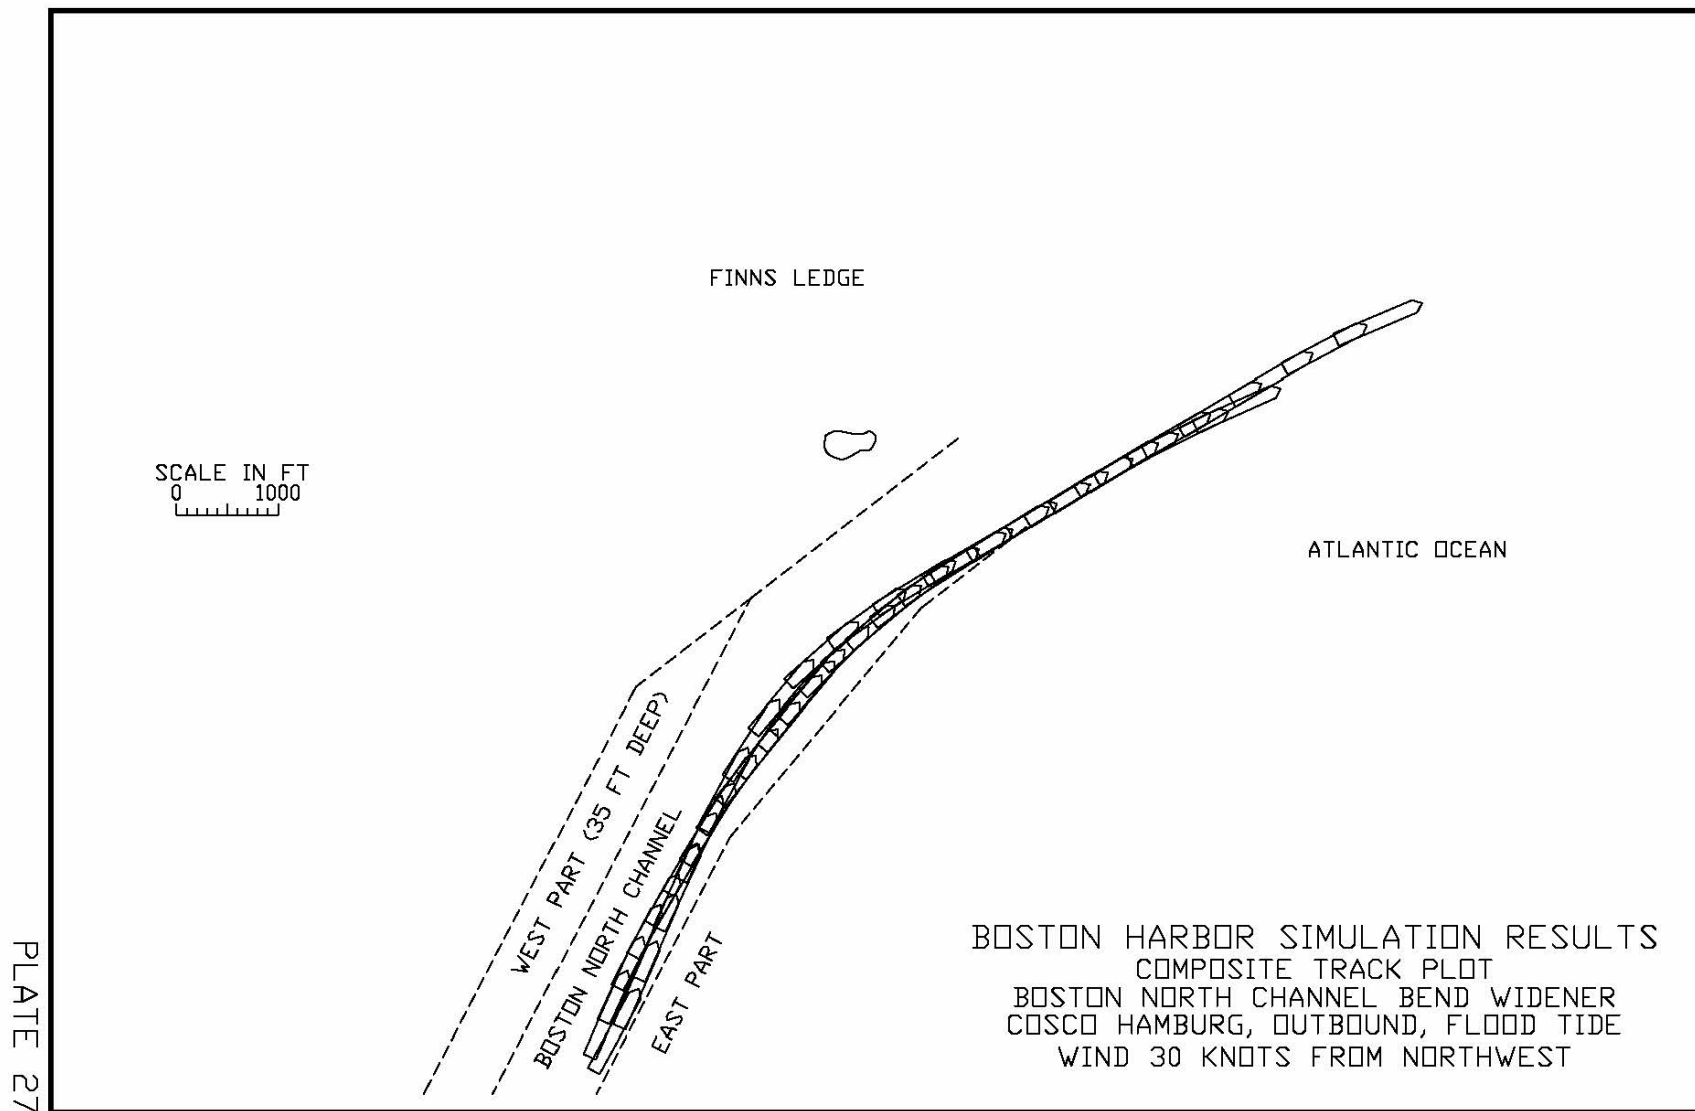 FINNS LEDGE
SCALE IN FT
0 1000
ATLANTIC OCEAN
WEST PART (35 FT DEEP)
BOSTON NORTH CHANNEL
EAST PART
BOSTON HARBOR SIMULATION RESULTS
COMPOSITE TRACK PLOT
BOSTON NORTH CHANNEL BEND WIDENER
COSCO HAMBURG, OUTBOUND, FLOOD TIDE
WIND 30 KNOTS FROM NORTHWEST
PLATE 27